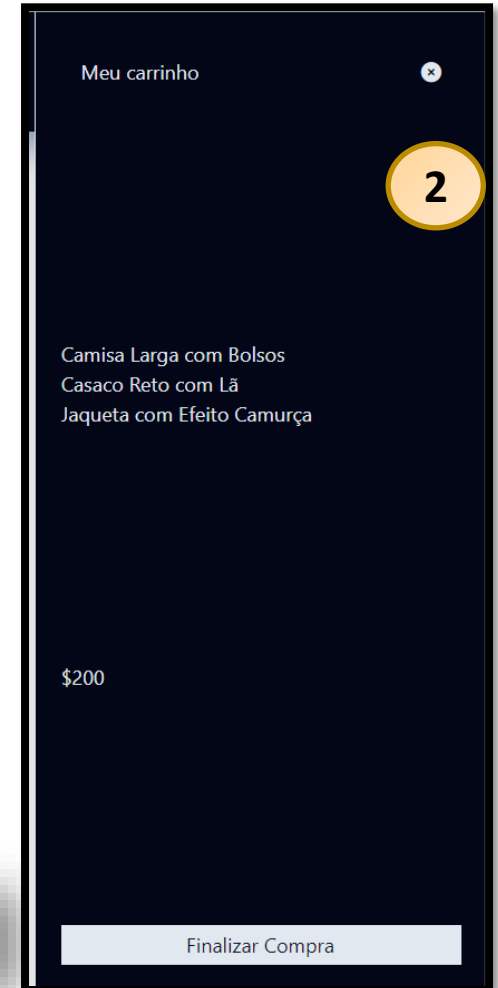 Meu carrinho
2
Camisa Larga com Bolsos
Casaco Reto com Lã
Jaqueta com Efeito Camurça
$200
Finalizar Compra